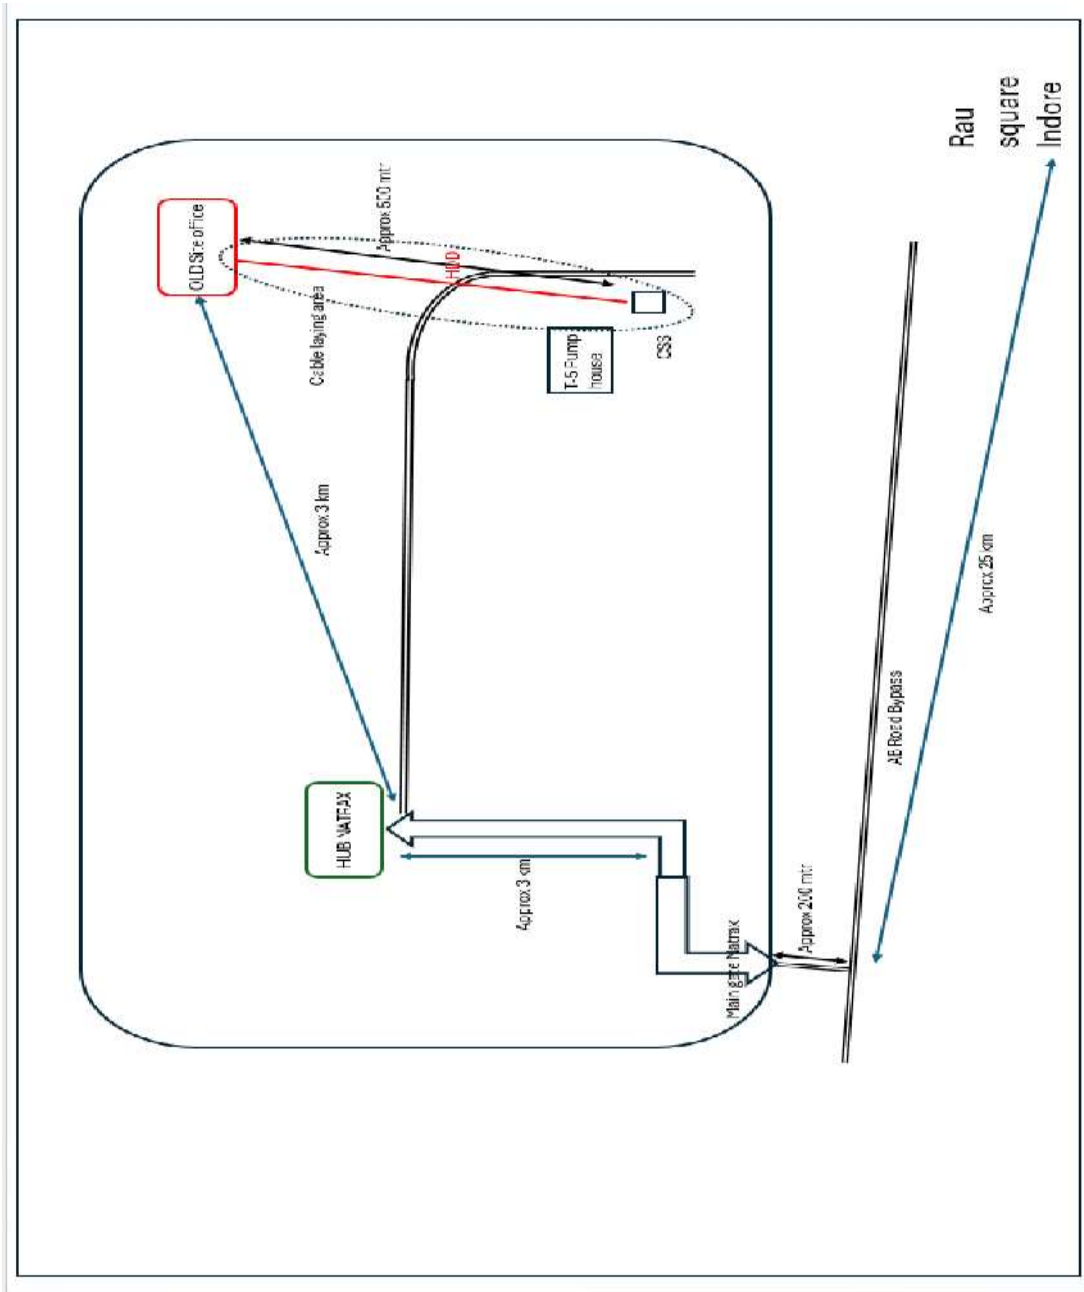 OLD Site office
Approx 500 mtr
HDD
Cable laying area
T-5 Pump
house
CSS
Approx 3 km
HUB NATRAX
Approx 3 km
Main gate Natrax
Approx 200 mtr
AB Road Bypass
Approx 25 km
Rau
square
Indore